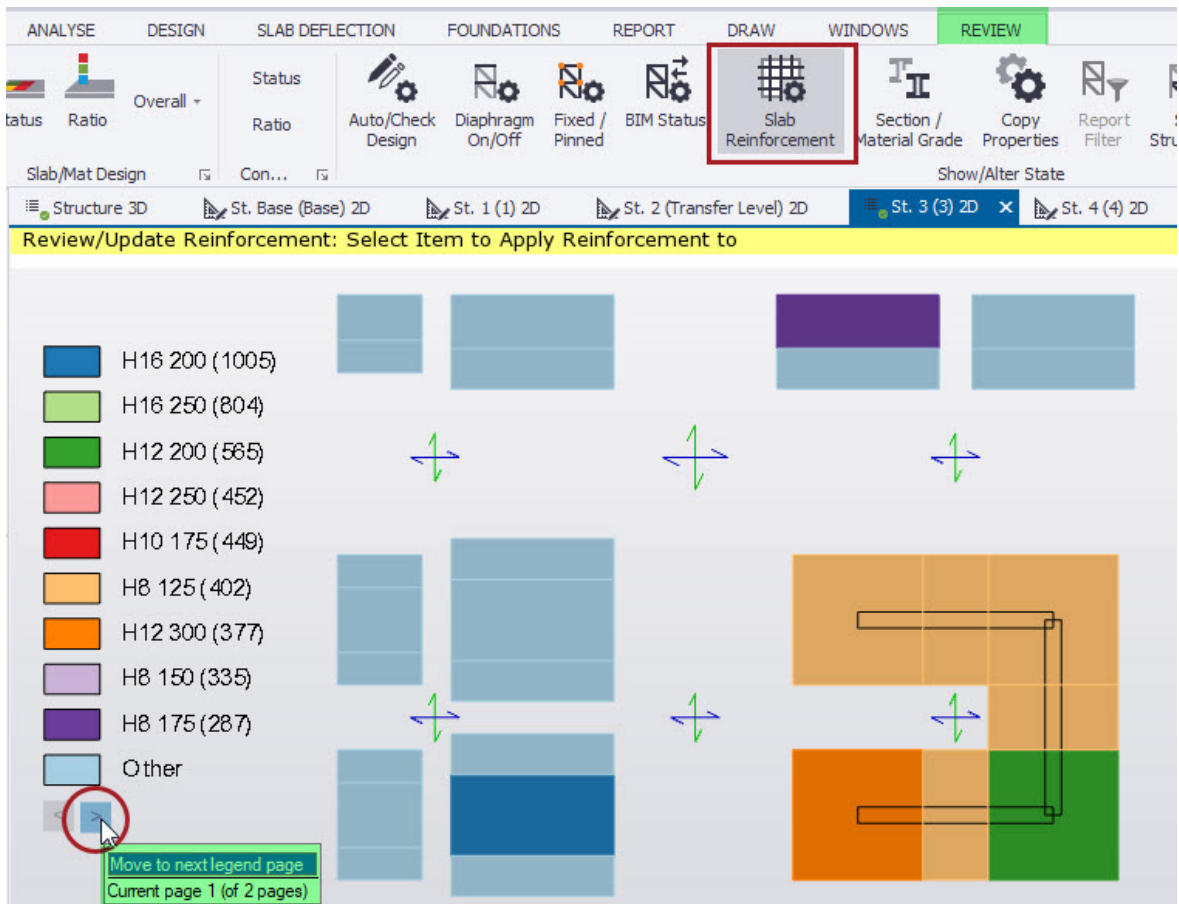 ANALYSE DESIGN SLAB DEFLECTION FOUNDATIONS REPORT DRAW WINDOWS REVIEW
Ratio
Overall
Status
Ratio
Auto/Check
Design
Diaphragm
On/Off
Fixed /
Pinned
BIM Status
Slab
Reinforcement
Section /
Material Grade
Copy
Properties
Report
Filter
Slab/Mat Design Con... Show/Alter State
Structure 3D St. Base (Base) 2D St. 1 (1) 2D St. 2 (Transfer Level) 2D St. 3 (3) 2D St. 4 (4) 2D
Review/Update Reinforcement: Select Item to Apply Reinforcement to
H16 200 (1005)
H16 250 (804)
H12 200 (565)
H12 250 (452)
H10 175 (449)
H8 125 (402)
H12 300 (377)
H8 150 (335)
H8 175 (287)
Other
< >
Move to next legend page
Current page 1 (of 2 pages)